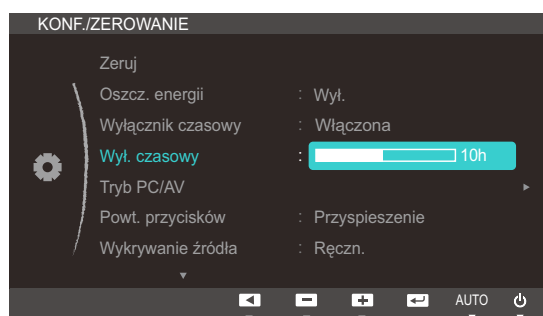 KONF./ZEROWANIE
Zeruj
Oszcz. energii : Wył.
Wyłącznik czasowy : Włączona
Wył. czasowy : 10h
Tryb PC/AV
Powt. przycisków : Przyspieszenie
Wykrywanie źródła : Ręczn.
AUTO